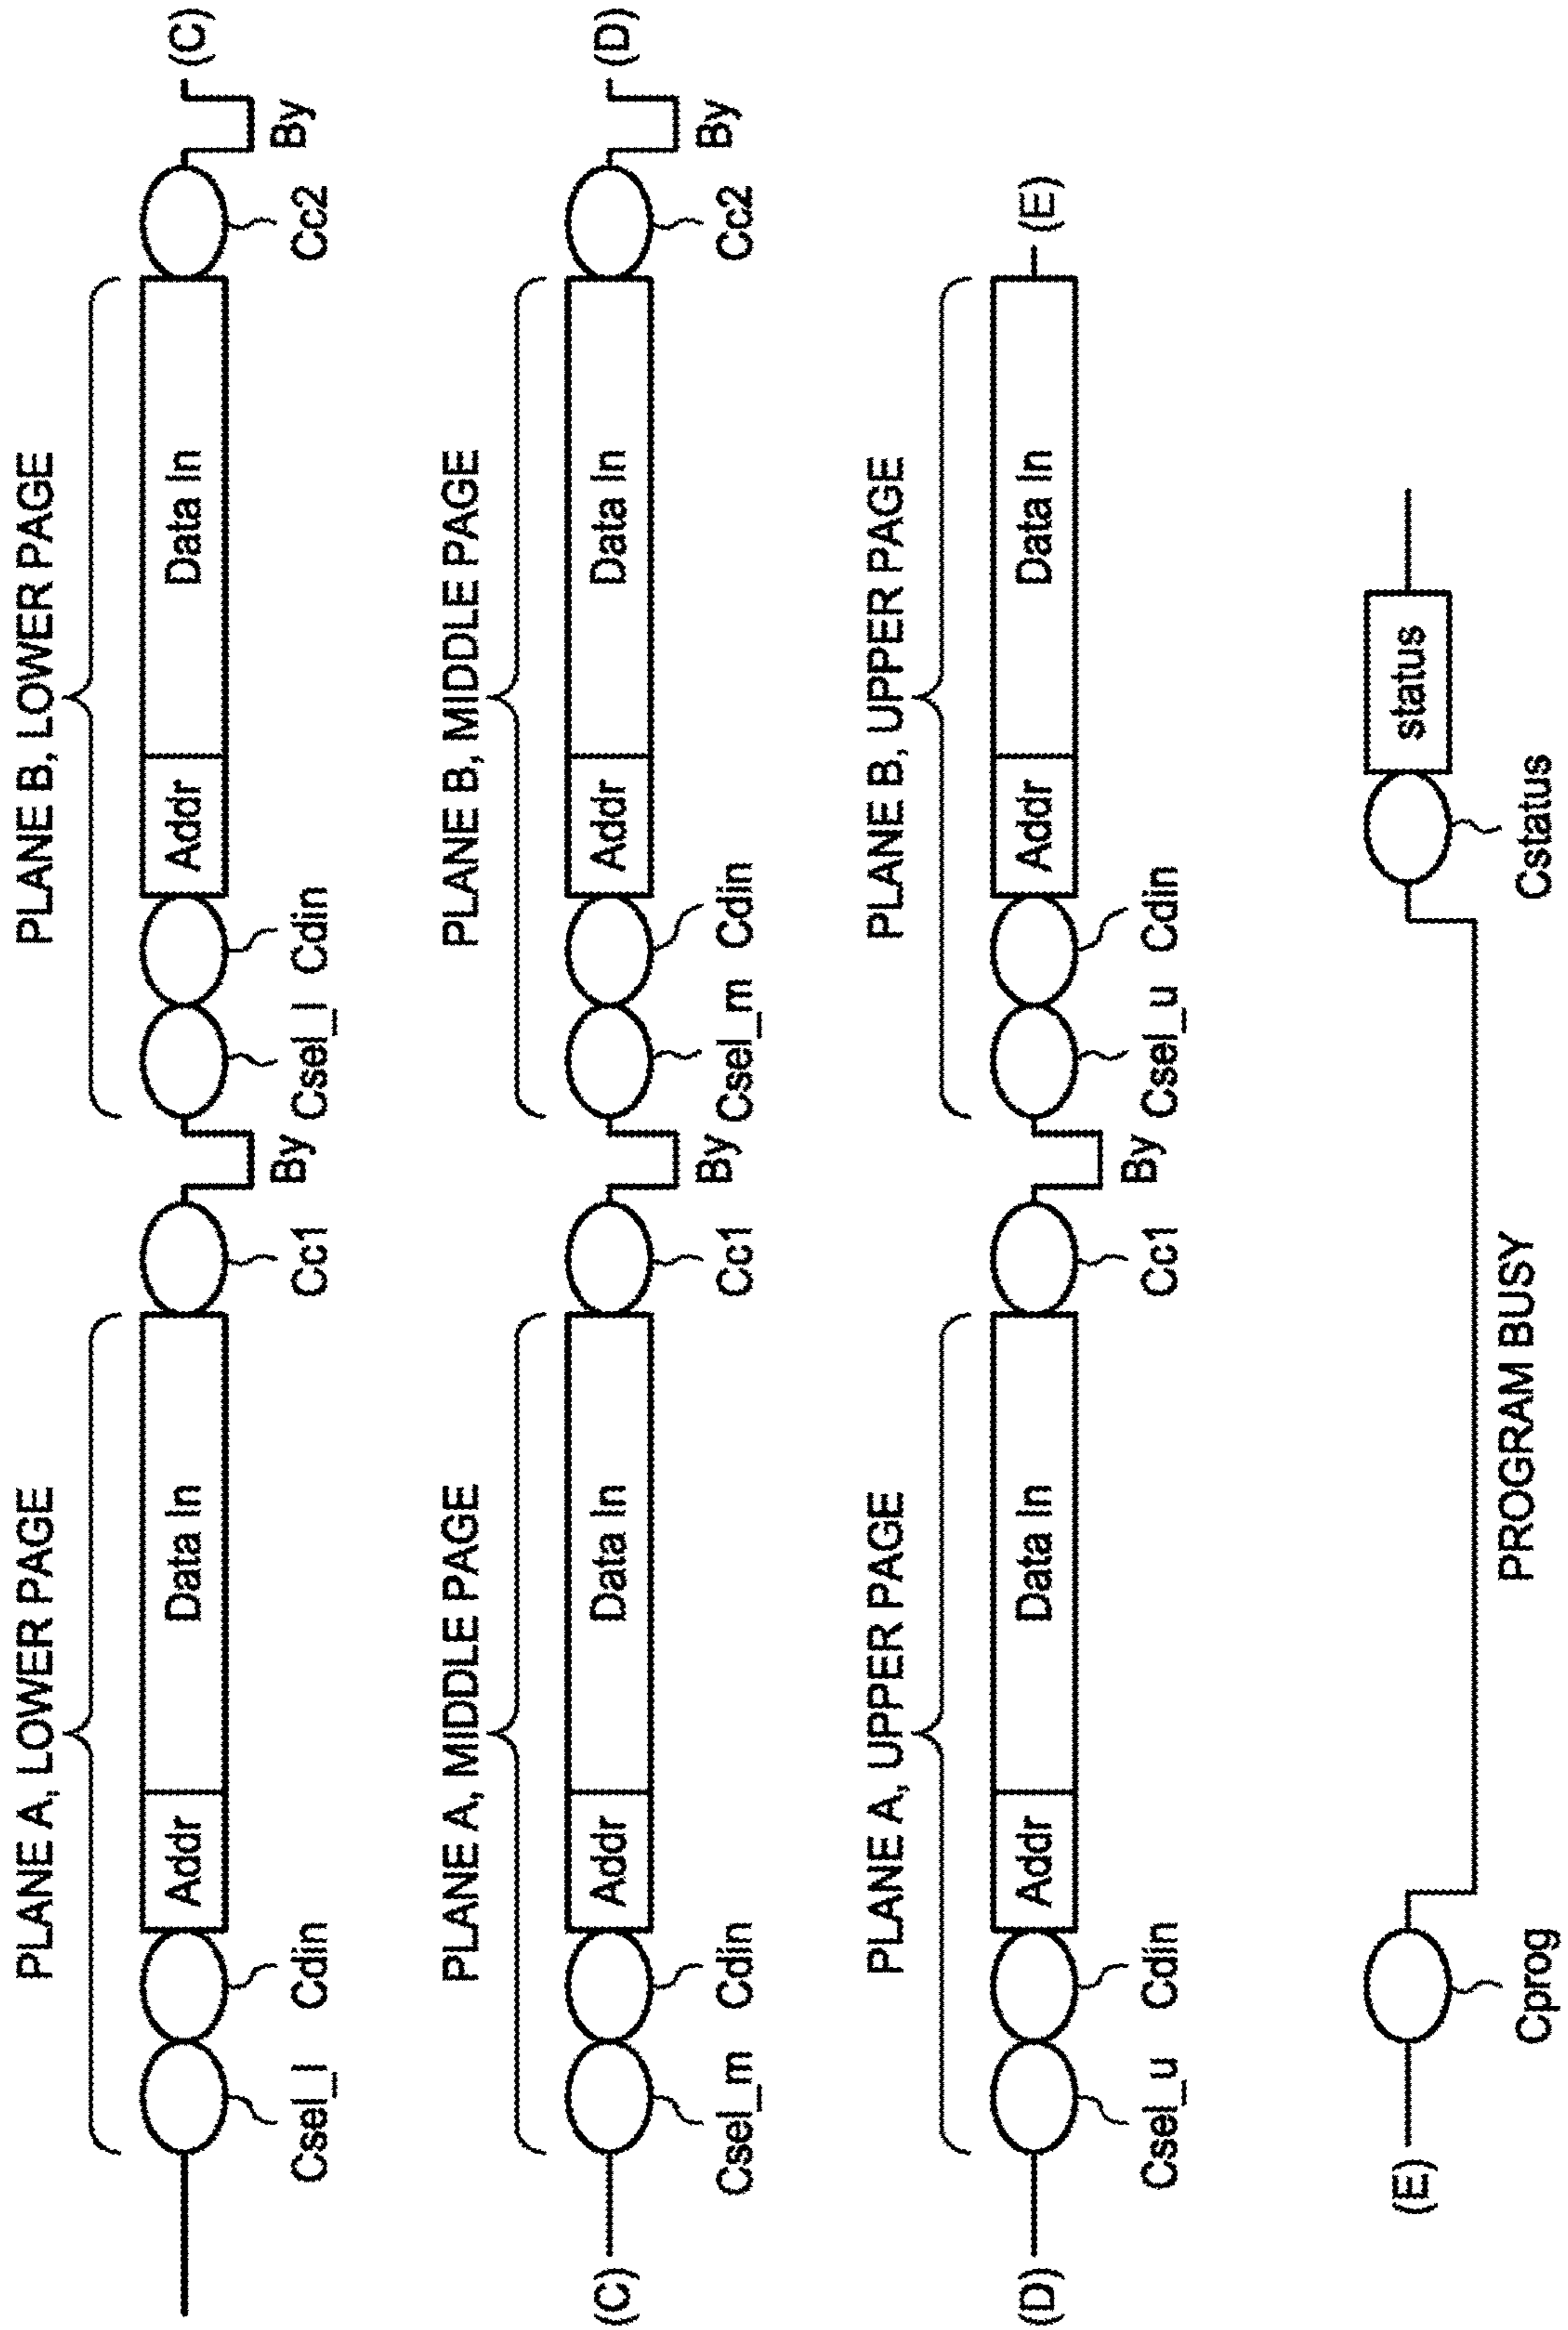 PLANE A, LOWER PAGE PLANE B, LOWER PAGE
Addr Data In Addr Data In (C)
Csel_l Cdin Cc1 By Csel_l Cdin Cc2 By
PLANE A, MIDDLE PAGE PLANE B, MIDDLE PAGE
(C) Addr Data In Addr Data In (D)
Csel_m Cdin Cc1 By Csel_m Cdin Cc2 By
PLANE A, UPPER PAGE PLANE B, UPPER PAGE
(D) Addr Data In Addr Data In (E)
Csel_u Cdin Cc1 By Csel_u Cdin
(E) status
Cprog PROGRAM BUSY Cstatus